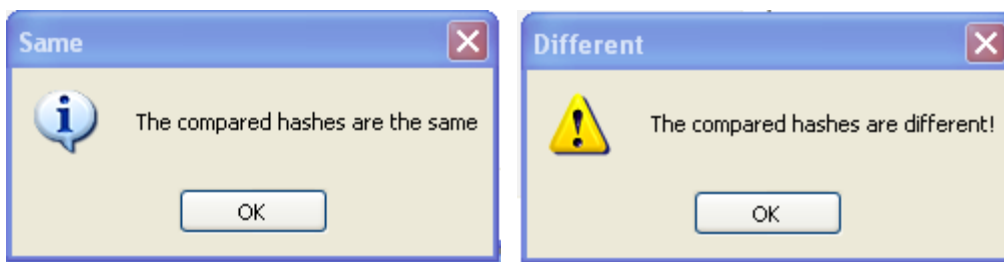 Same
The compared hashes are the same
OK
Different
The compared hashes are different!
OK